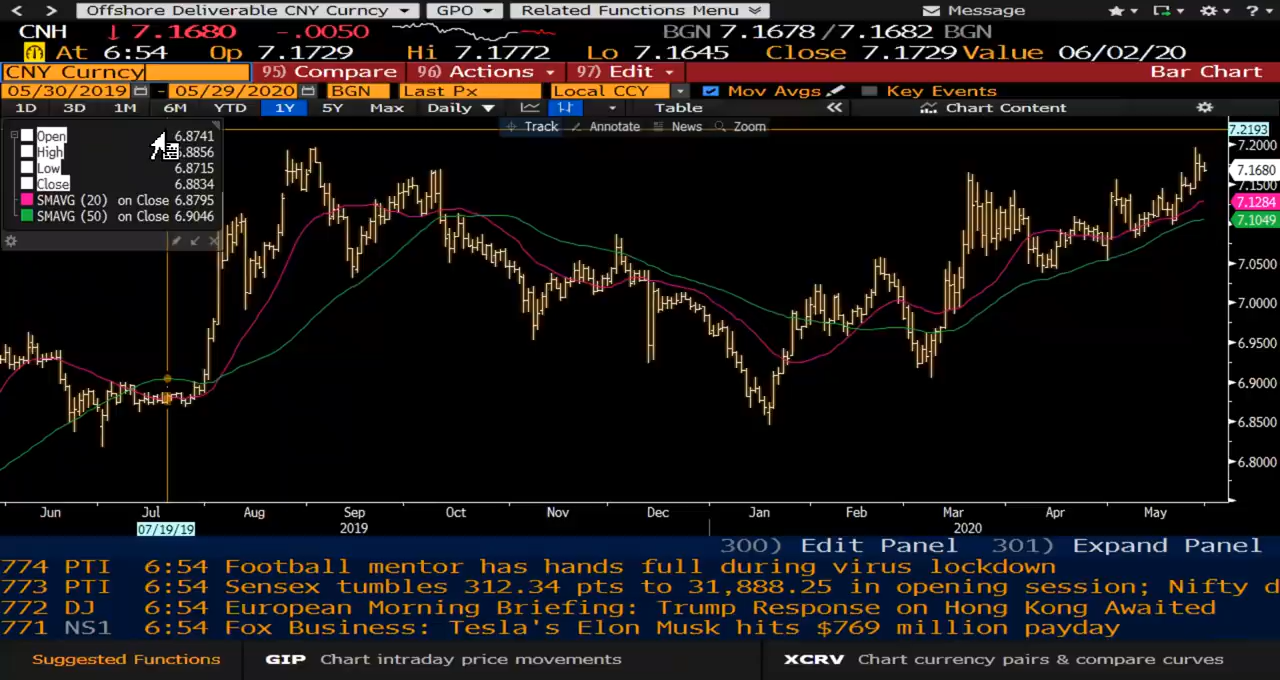 < > Offshore Deliverable CNY Curncy GPO Related Functions Menu Message ?
CNH ↓ 7.1680 -.0050 BGN 7.1678 / 7.1682 BGN
At 6:54 Op 7.1729 Hi 7.1772 Lo 7.1645 Close 7.1729 Value 06/02/20
CNY Curncy 95) Compare 96) Actions 97) Edit Bar Chart
05/30/2019 - 05/29/2020 BGN Last Px Local CCY Mov Avgs Key Events
1D 3D 1M 6M YTD 1Y 5Y Max Daily Table << Chart Content
Track Annotate News Zoom
Open 6.8741
High .8856
Low 6.8715
Close 6.8834
SMAVG (20) on Close 6.8795
SMAVG (50) on Close 6.9046
7.2193
7.2000
7.1680
7.1500
7.1284
7.1049
7.0500
7.0000
6.9500
6.9000
6.8500
6.8000
Jun Jul Aug Sep Oct Nov Dec Jan Feb Mar Apr May
07/19/19 2019 2020
300) Edit Panel 301) Expand Panel
774 PTI 6:54 Football mentor has hands full during virus lockdown
773 PTI 6:54 Sensex tumbles 312.34 pts to 31,888.25 in opening session; Nifty d
772 DJ 6:54 European Morning Briefing: Trump Response on Hong Kong Awaited
771 NS1 6:54 Fox Business: Tesla's Elon Musk hits $769 million payday
Suggested Functions GIP Chart intraday price movements XCRV Chart currency pairs & compare curves